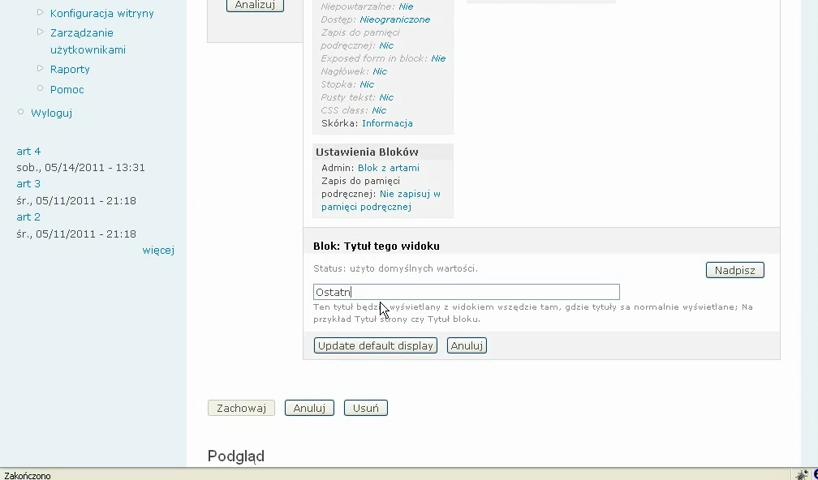 Konfiguracja witryny
Zarządzanie
użytkownikami
Raporty
Pomoc
Wyloguj
art 4
sob., 05/14/2011 - 13:31
art 3
śr., 05/11/2011 - 21:18
art 2
śr., 05/11/2011 - 21:18
więcej
Analizuj
Niepowtarzalne: Nie
Dostęp: Nieograniczone
Zapis do pamięci
podręcznej: Nic
Exposed form in block: Nie
Nagłówek: Nic
Stopka: Nic
Pusty tekst: Nic
CSS class: Nic
Skórka: Informacja
Ustawienia Bloków
Admin: Blok z artami
Zapis do pamięci
podręcznej: Nie zapisuj w
pamięci podręcznej
Blok: Tytuł tego widoku
Status: użyto domyślnych wartości.
Nadpisz
Ostatn
Ten tytuł będzie wyświetlany z widokiem wszędzie tam, gdzie tytuły sa normalnie wyświetlane; Na
przykład Tytuł strony czy Tytuł bloku.
Update default display
Anuluj
Zachowaj
Anuluj
Usuń
Podgląd
Zakończono